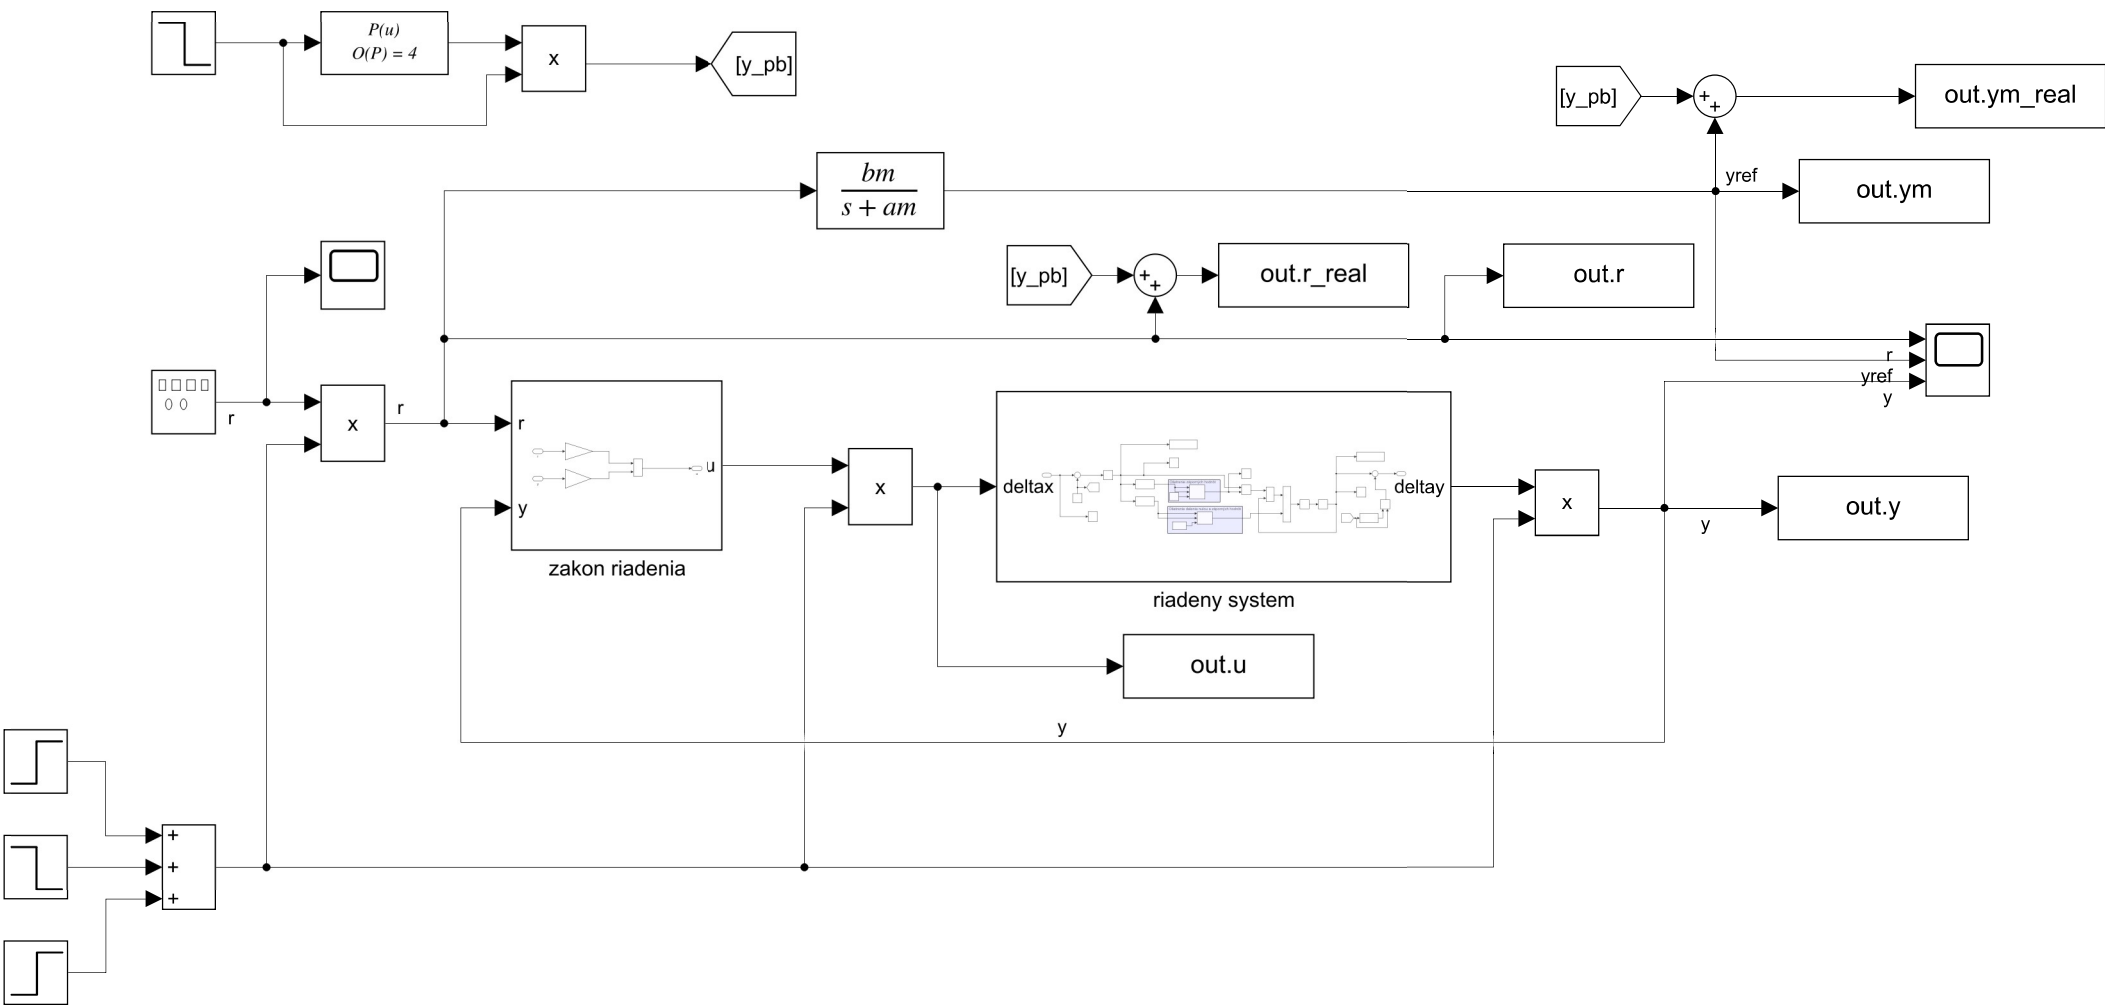 P(u)
O(P) = 4
x
[y_pb]
[y_pb]
+
+
out.ym_real
bm
s + am
yref
out.ym
[y_pb]
+
+
out.r_real
out.r
r
yref
y
r
x
r
r
u
y
zakon riadenia
x
deltax
deltay
riadeny system
x
y
out.y
out.u
y
+
+
+